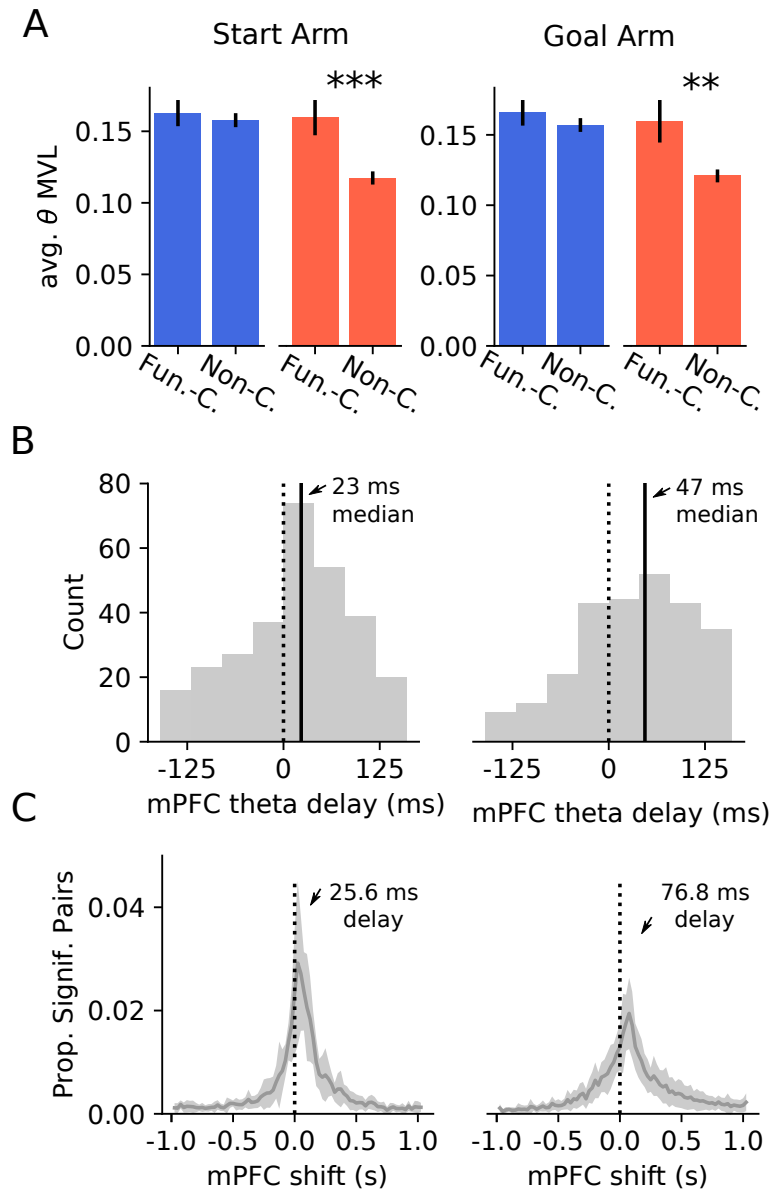 A
Start Arm
Goal Arm
***
**
avg. θ MVL
0.15
0.10
0.05
0.00
0.15
0.10
0.05
0.00
Fun.-C.
Non-C.
Fun.-C.
Non-C.
Fun.-C.
Non-C.
Fun.-C.
Non-C.
B
Count
80
60
40
20
0
23 ms
median
47 ms
median
-125
0
125
-125
0
125
mPFC theta delay (ms)
mPFC theta delay (ms)
C
Prop. Signif. Pairs
0.04
0.02
0.00
25.6 ms
delay
76.8 ms
delay
-1.0
-0.5
0.0
0.5
1.0
-1.0
-0.5
0.0
0.5
1.0
mPFC shift (s)
mPFC shift (s)